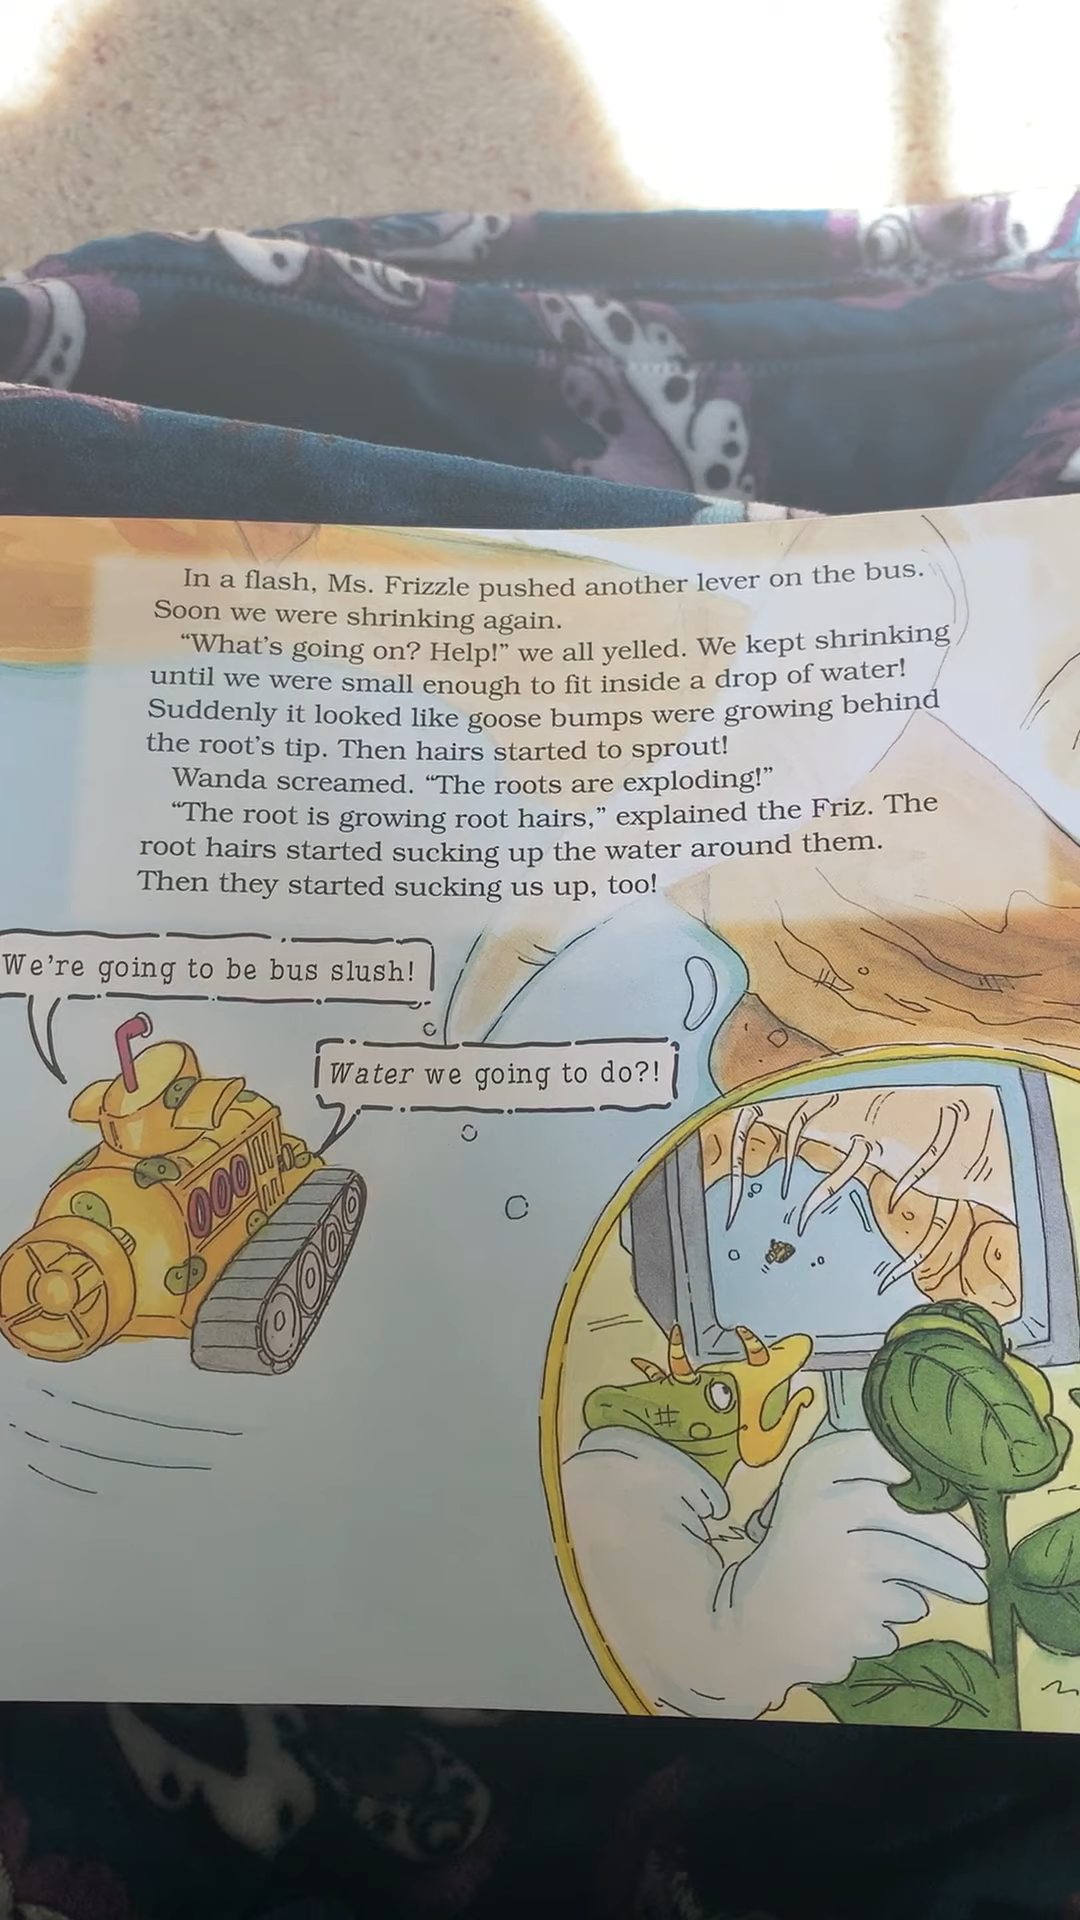 In a flash, Ms. Frizzle pushed another lever on the bus.
Soon we were shrinking again.
“What’s going on? Help!” we all yelled. We kept shrinking
until we were small enough to fit inside a drop of water!
Suddenly it looked like goose bumps were growing behind
the root’s tip. Then hairs started to sprout!
Wanda screamed. “The roots are exploding!”
“The root is growing root hairs,” explained the Friz. The
root hairs started sucking up the water around them.
Then they started sucking us up, too!
We’re going to be bus slush!
Water we going to do?!